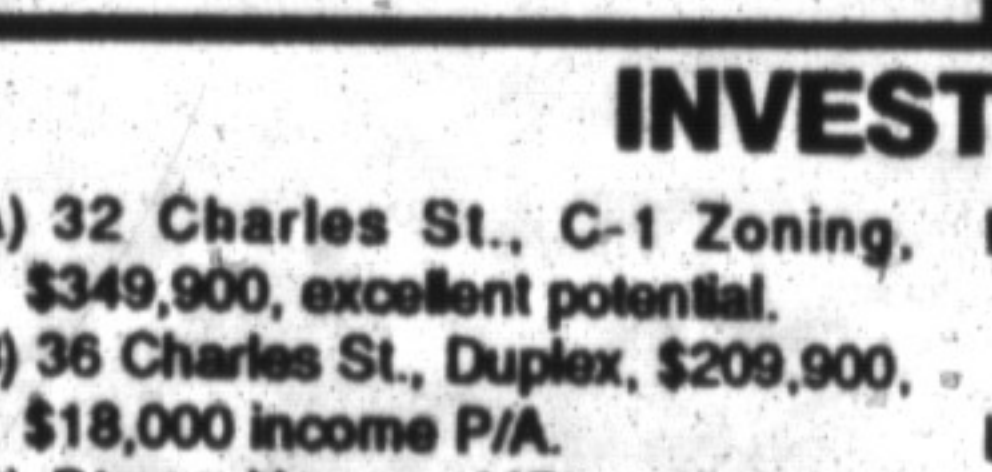 INVEST
A) 32 Charles St., C-1 Zoning,
$349,900, excellent potential.
B) 36 Charles St., Duplex, $209,900,
$18,000 income P/A.